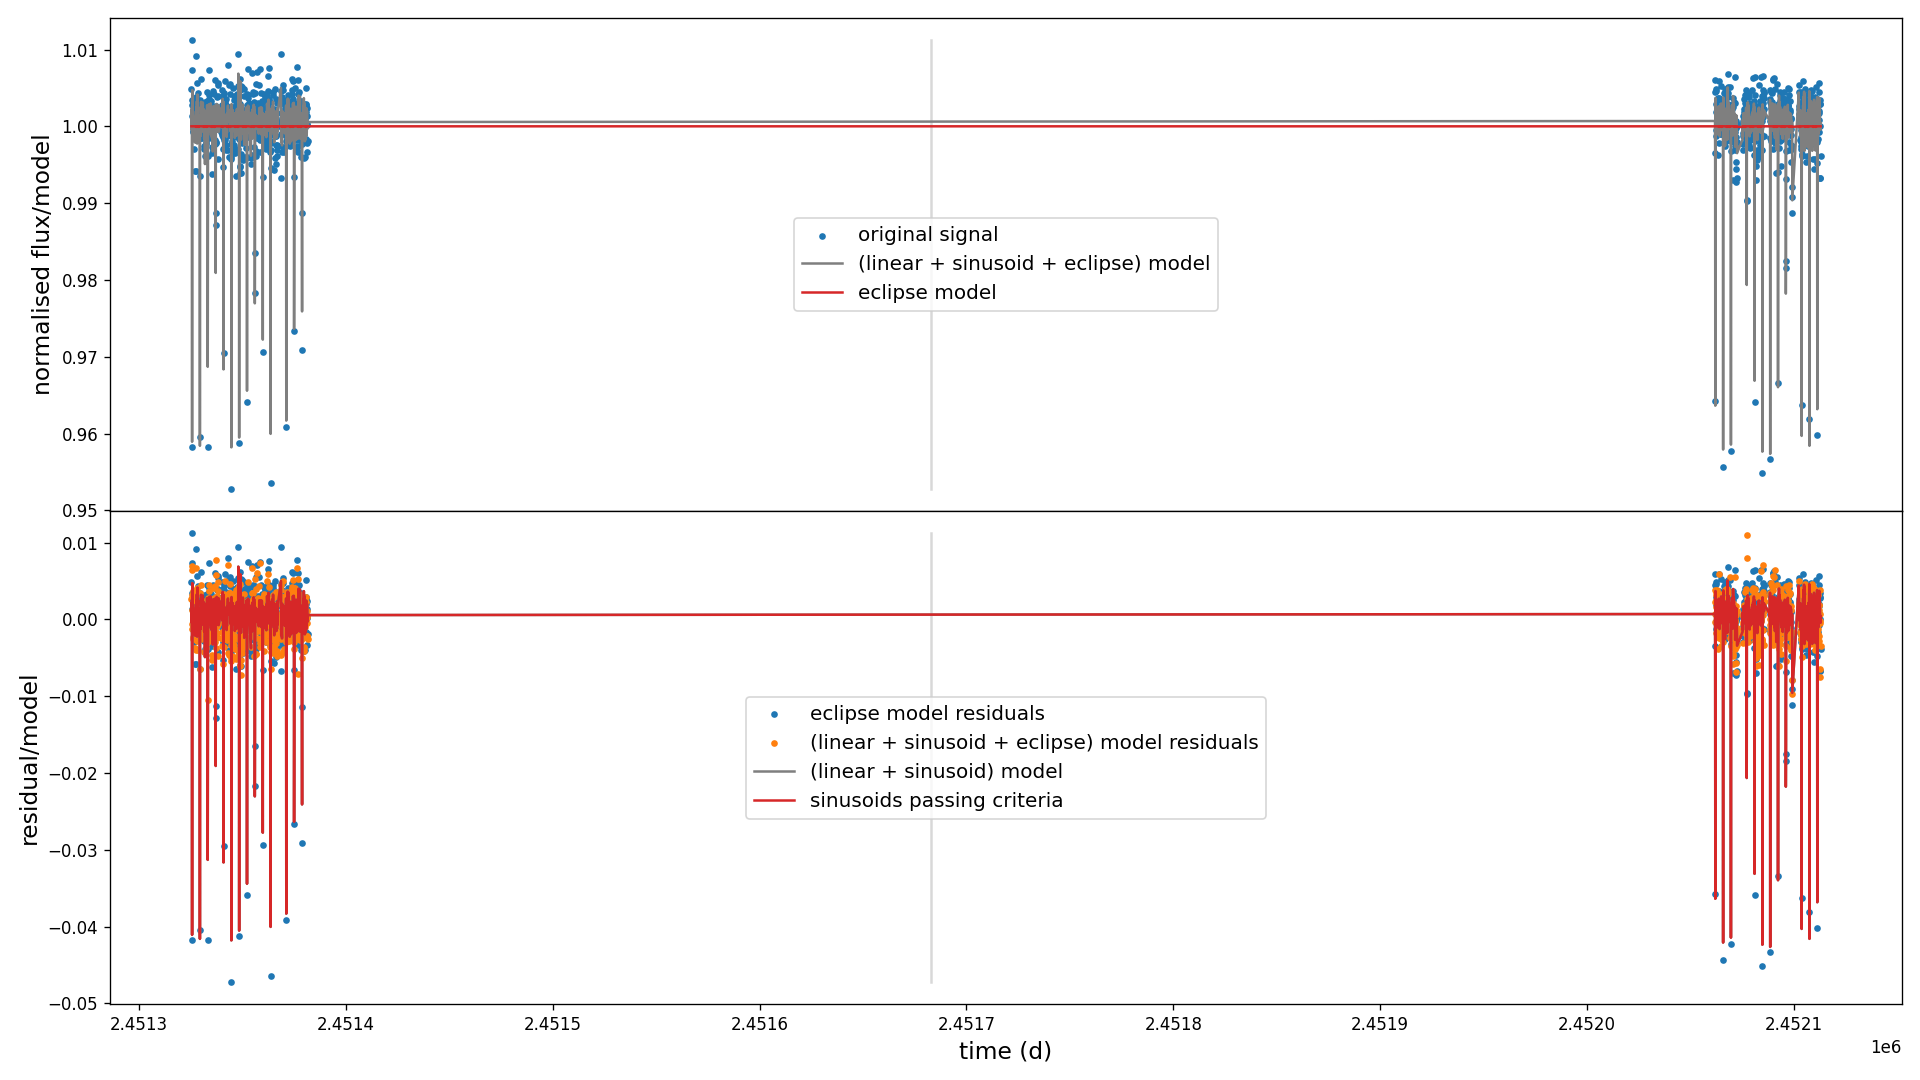 normalised flux/model
1.01
1.00
0.99
0.98
0.97
0.96
0.95
original signal
(linear + sinusoid + eclipse) model
eclipse model
residual/model
0.01
0.00
−0.01
−0.02
−0.03
−0.04
−0.05
eclipse model residuals
(linear + sinusoid + eclipse) model residuals
(linear + sinusoid) model
sinusoids passing criteria
2.4513 2.4514 2.4515 2.4516 2.4517 2.4518 2.4519 2.4520 2.4521
1e6
time (d)